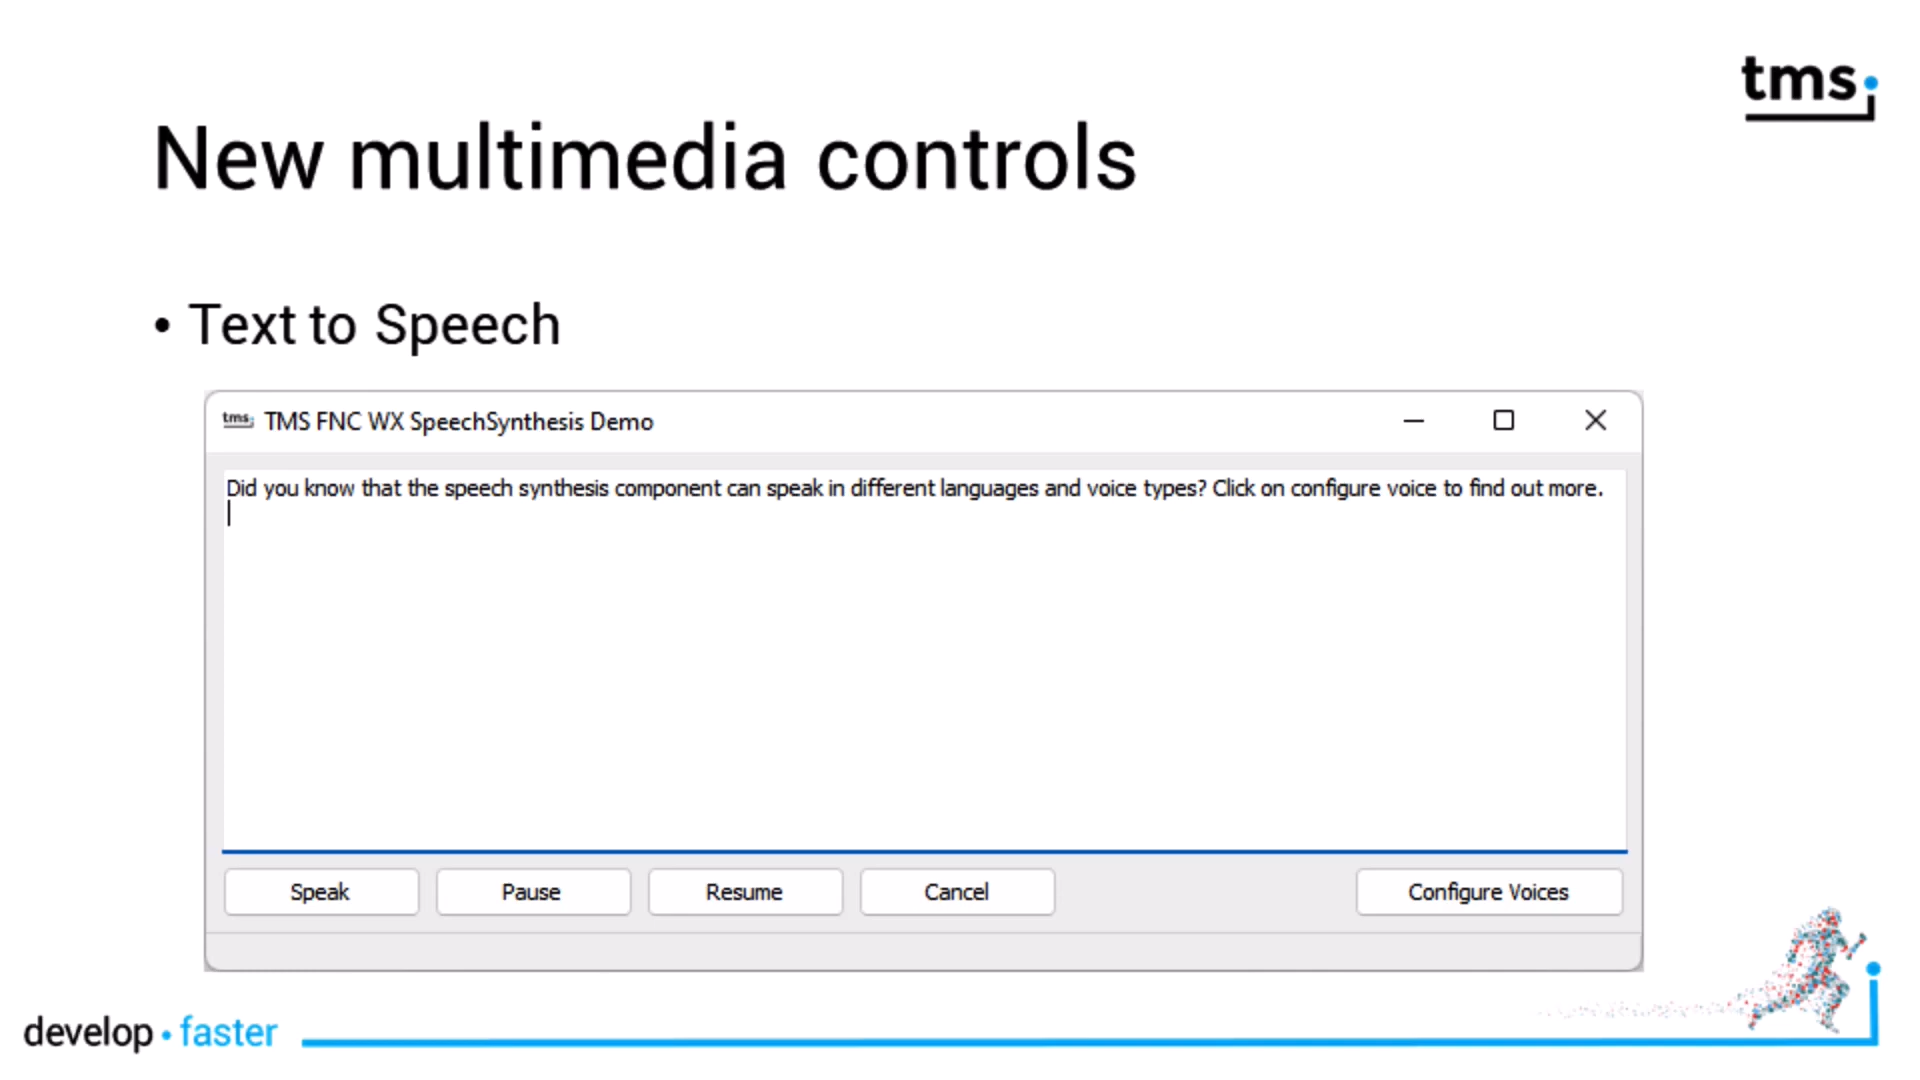 tms
New multimedia controls
• Text to Speech
tms TMS FNC WX SpeechSynthesis Demo
Did you know that the speech synthesis component can speak in different languages and voice types? Click on configure voice to find out more.
Speak Pause Resume Cancel Configure Voices
develop • faster